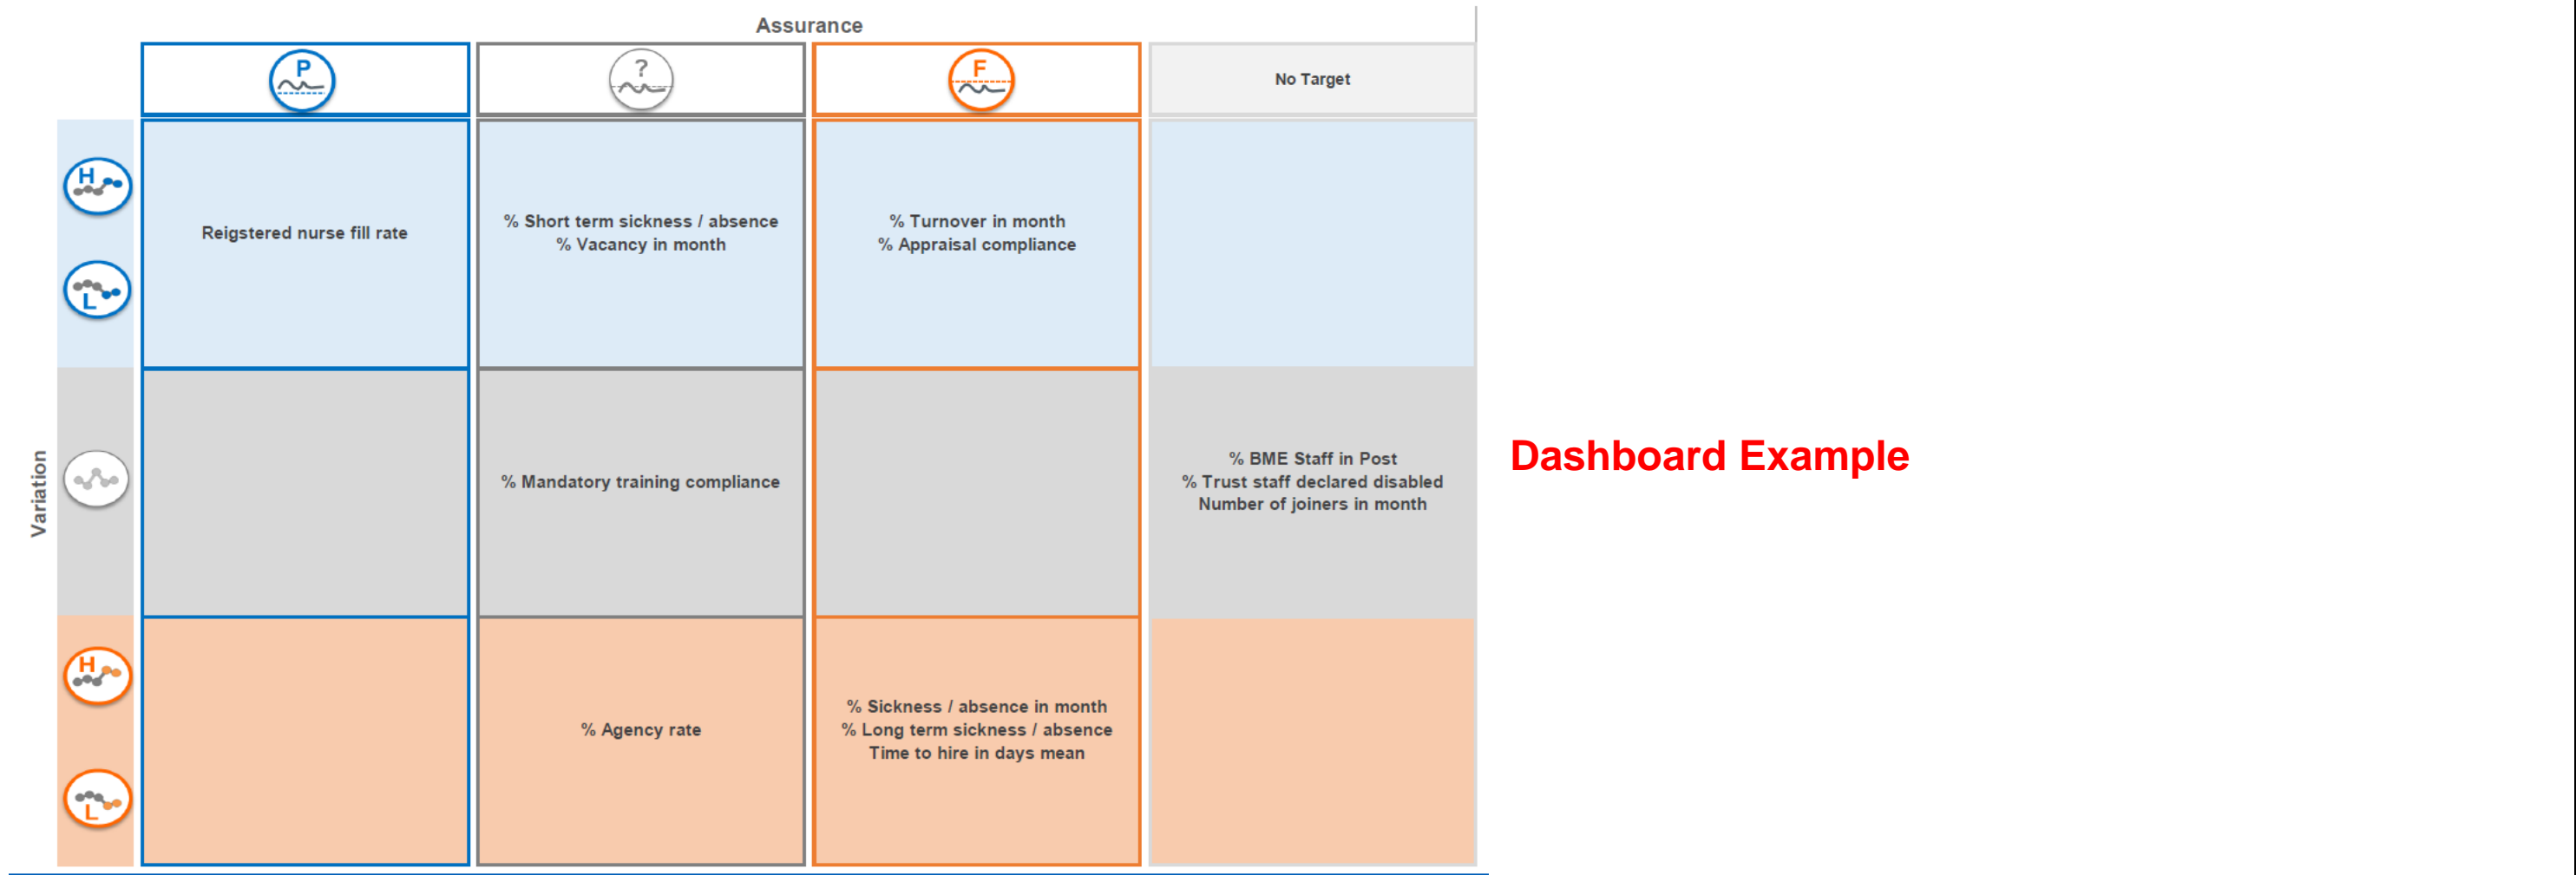 Assurance
P
?
F
No Target
H
L
Reigstered nurse fill rate
% Short term sickness / absence
% Vacancy in month
% Turnover in month
% Appraisal compliance
Variation
% Mandatory training compliance
% BME Staff in Post
% Trust staff declared disabled
Number of joiners in month
Dashboard Example
H
L
% Agency rate
% Sickness / absence in month
% Long term sickness / absence
Time to hire in days mean